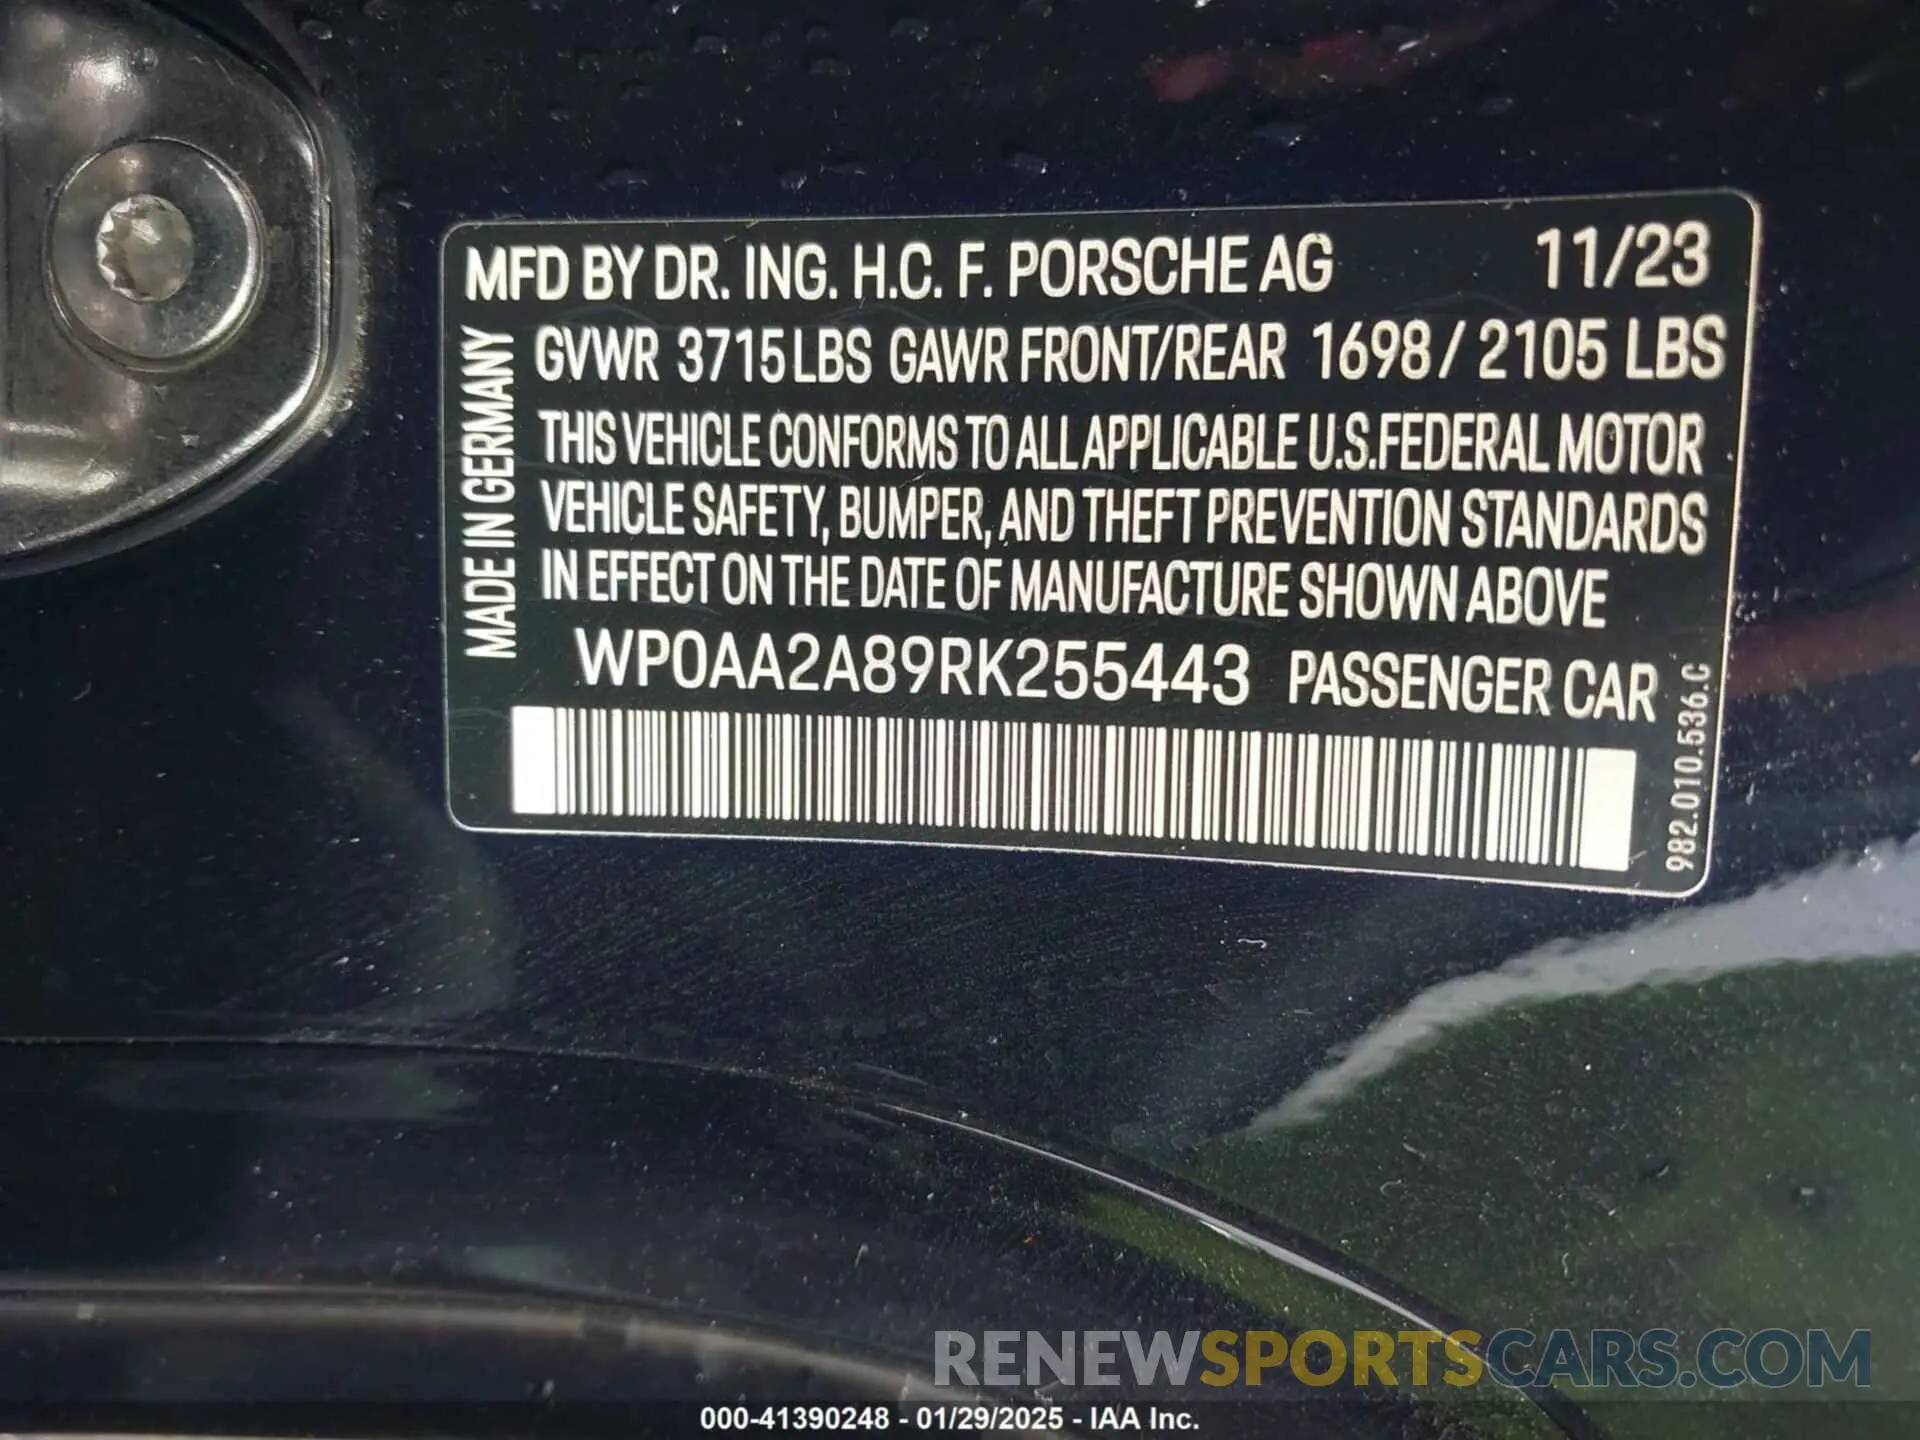 MFD BY DR. ING. H.C. F. PORSCHE AG 11/23
GVWR 3715 LBS GAWR FRONT/REAR 1698 / 2105 LBS
THIS VEHICLE CONFORMS TO ALL APPLICABLE U.S.FEDERAL MOTOR
VEHICLE SAFETY, BUMPER, AND THEFT PREVENTION STANDARDS
IN EFFECT ON THE DATE OF MANUFACTURE SHOWN ABOVE
WP0AA2A89RK255443 PASSENGER CAR
MADE IN GERMANY
982.010.536.C
RENEWSPORTSCARS.COM
000-41390248 - 01/29/2025 - IAA Inc.